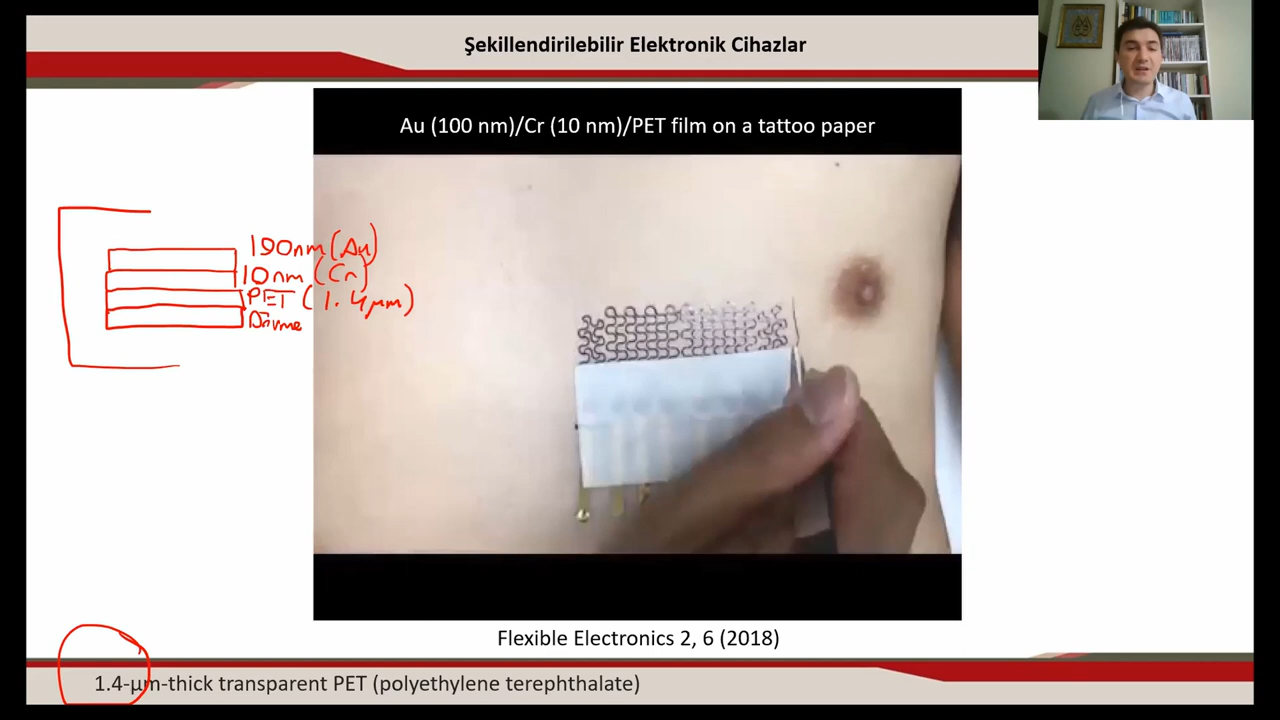 Şekillendirilebilir Elektronik Cihazlar
Au (100 nm)/Cr (10 nm)/PET film on a tattoo paper
100nm (Au)
10nm (Cr)
PET (1.4µm)
Dövme
Flexible Electronics 2, 6 (2018)
1.4-µm-thick transparent PET (polyethylene terephthalate)